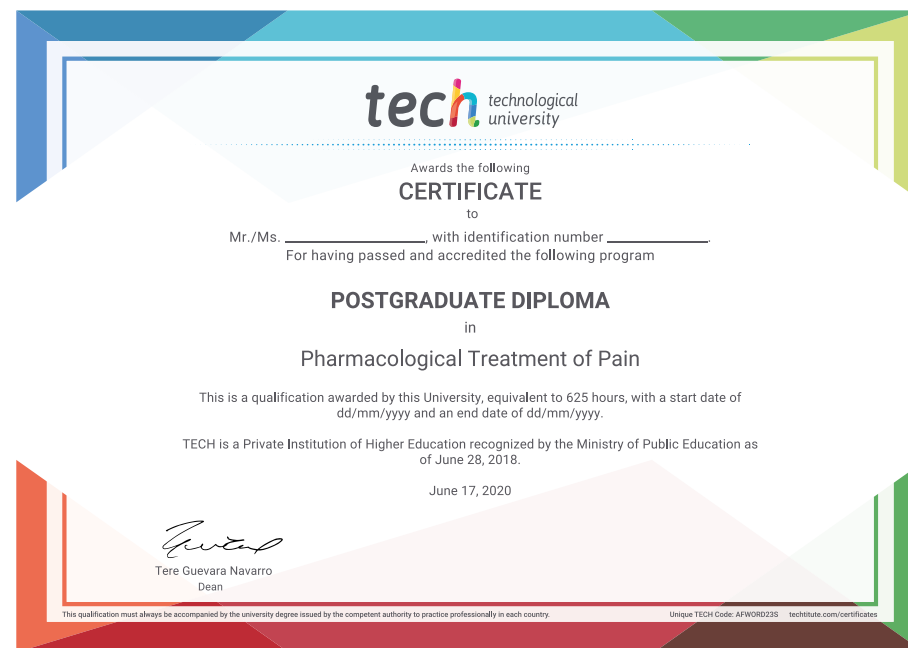 tech technological
university
Awards the following
CERTIFICATE
to
Mr./Ms. ____________________, with identification number ______________.
For having passed and accredited the following program
POSTGRADUATE DIPLOMA
in
Pharmacological Treatment of Pain
This is a qualification awarded by this University, equivalent to 625 hours, with a start date of
dd/mm/yyyy and an end date of dd/mm/yyyy.
TECH is a Private Institution of Higher Education recognized by the Ministry of Public Education as
of June 28, 2018.
June 17, 2020
Tere Guevara Navarro
Dean
This qualification must always be accompanied by the university degree issued by the competent authority to practice professionally in each country. Unique TECH Code: AFWORD23S techtitute.com/certificates